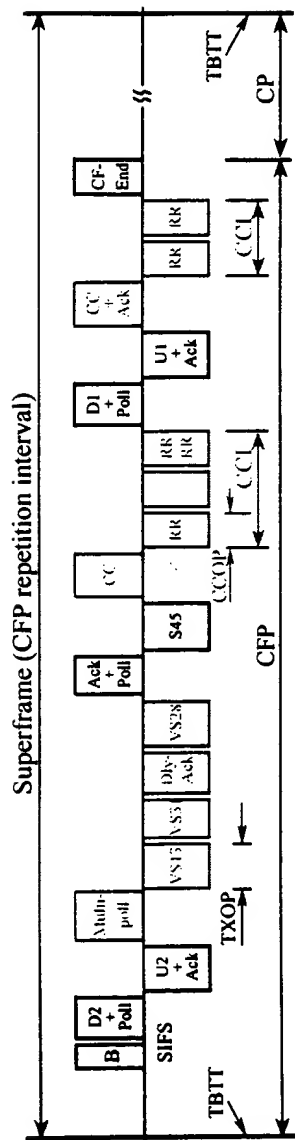 Superframe (CFP repetition interval)
B
D2
+
Poll
Multi-
poll
Ack
+
Poll
CC
D1
+
Poll
CC
+
Ack
CF-
End
SIFS
U2
+
Ack
VS13
Dly-
Ack
VS28
S45
RR
RR
RR
U1
+
Ack
RR
RR
TXOP
CCOP
CCI
CCI
TBTT
CFP
CP
TBTT